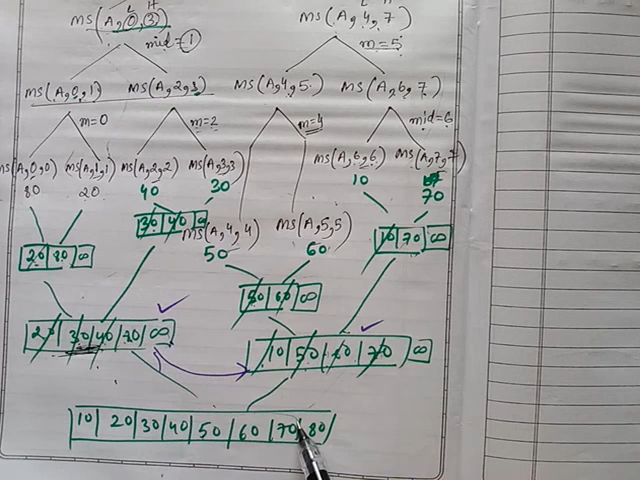 L H L H
MS(A,0,3) MS(A,4,7)
mid=1 m=5
MS(A,0,1) MS(A,2,3) MS(A,4,5) MS(A,6,7)
m=0 m=2 m=4 mid=6
MS(A,0,0) MS(A,1,1) MS(A,2,2) MS(A,3,3) MS(A,6,6) MS(A,7,7)
80 20 40 30 10 70
30 40 ∞ MS(A,4,4) MS(A,5,5) 10 70 ∞
20 80 ∞ 50 60
50 60 ∞
20 30 40 80 ∞ 10 50 60 70 ∞
10 20 30 40 50 60 70 80